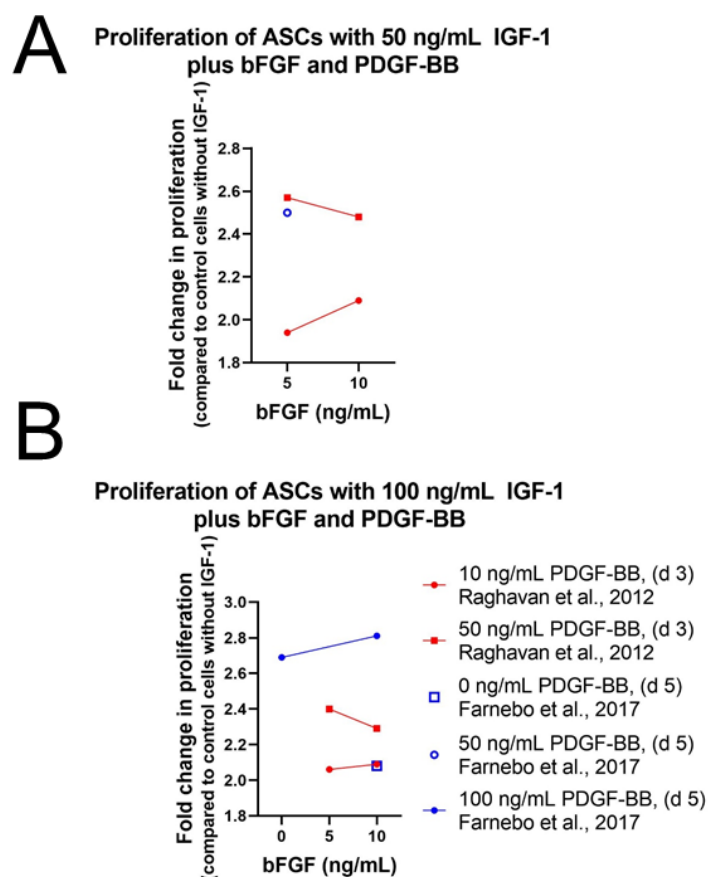 A
Proliferation of ASCs with 50 ng/mL IGF-1
plus bFGF and PDGF-BB
Fold change in proliferation
(compared to control cells without IGF-1)
2.8
2.6
2.4
2.2
2.0
1.8
5 10
bFGF (ng/mL)
B
Proliferation of ASCs with 100 ng/mL IGF-1
plus bFGF and PDGF-BB
Fold change in proliferation
(compared to control cells without IGF-1)
3.0
2.8
2.6
2.4
2.2
2.0
1.8
0 5 10
bFGF (ng/mL)
10 ng/mL PDGF-BB, (d 3)
Raghavan et al., 2012
50 ng/mL PDGF-BB, (d 3)
Raghavan et al., 2012
0 ng/mL PDGF-BB, (d 5)
Farnebo et al., 2017
50 ng/mL PDGF-BB, (d 5)
Farnebo et al., 2017
100 ng/mL PDGF-BB, (d 5)
Farnebo et al., 2017